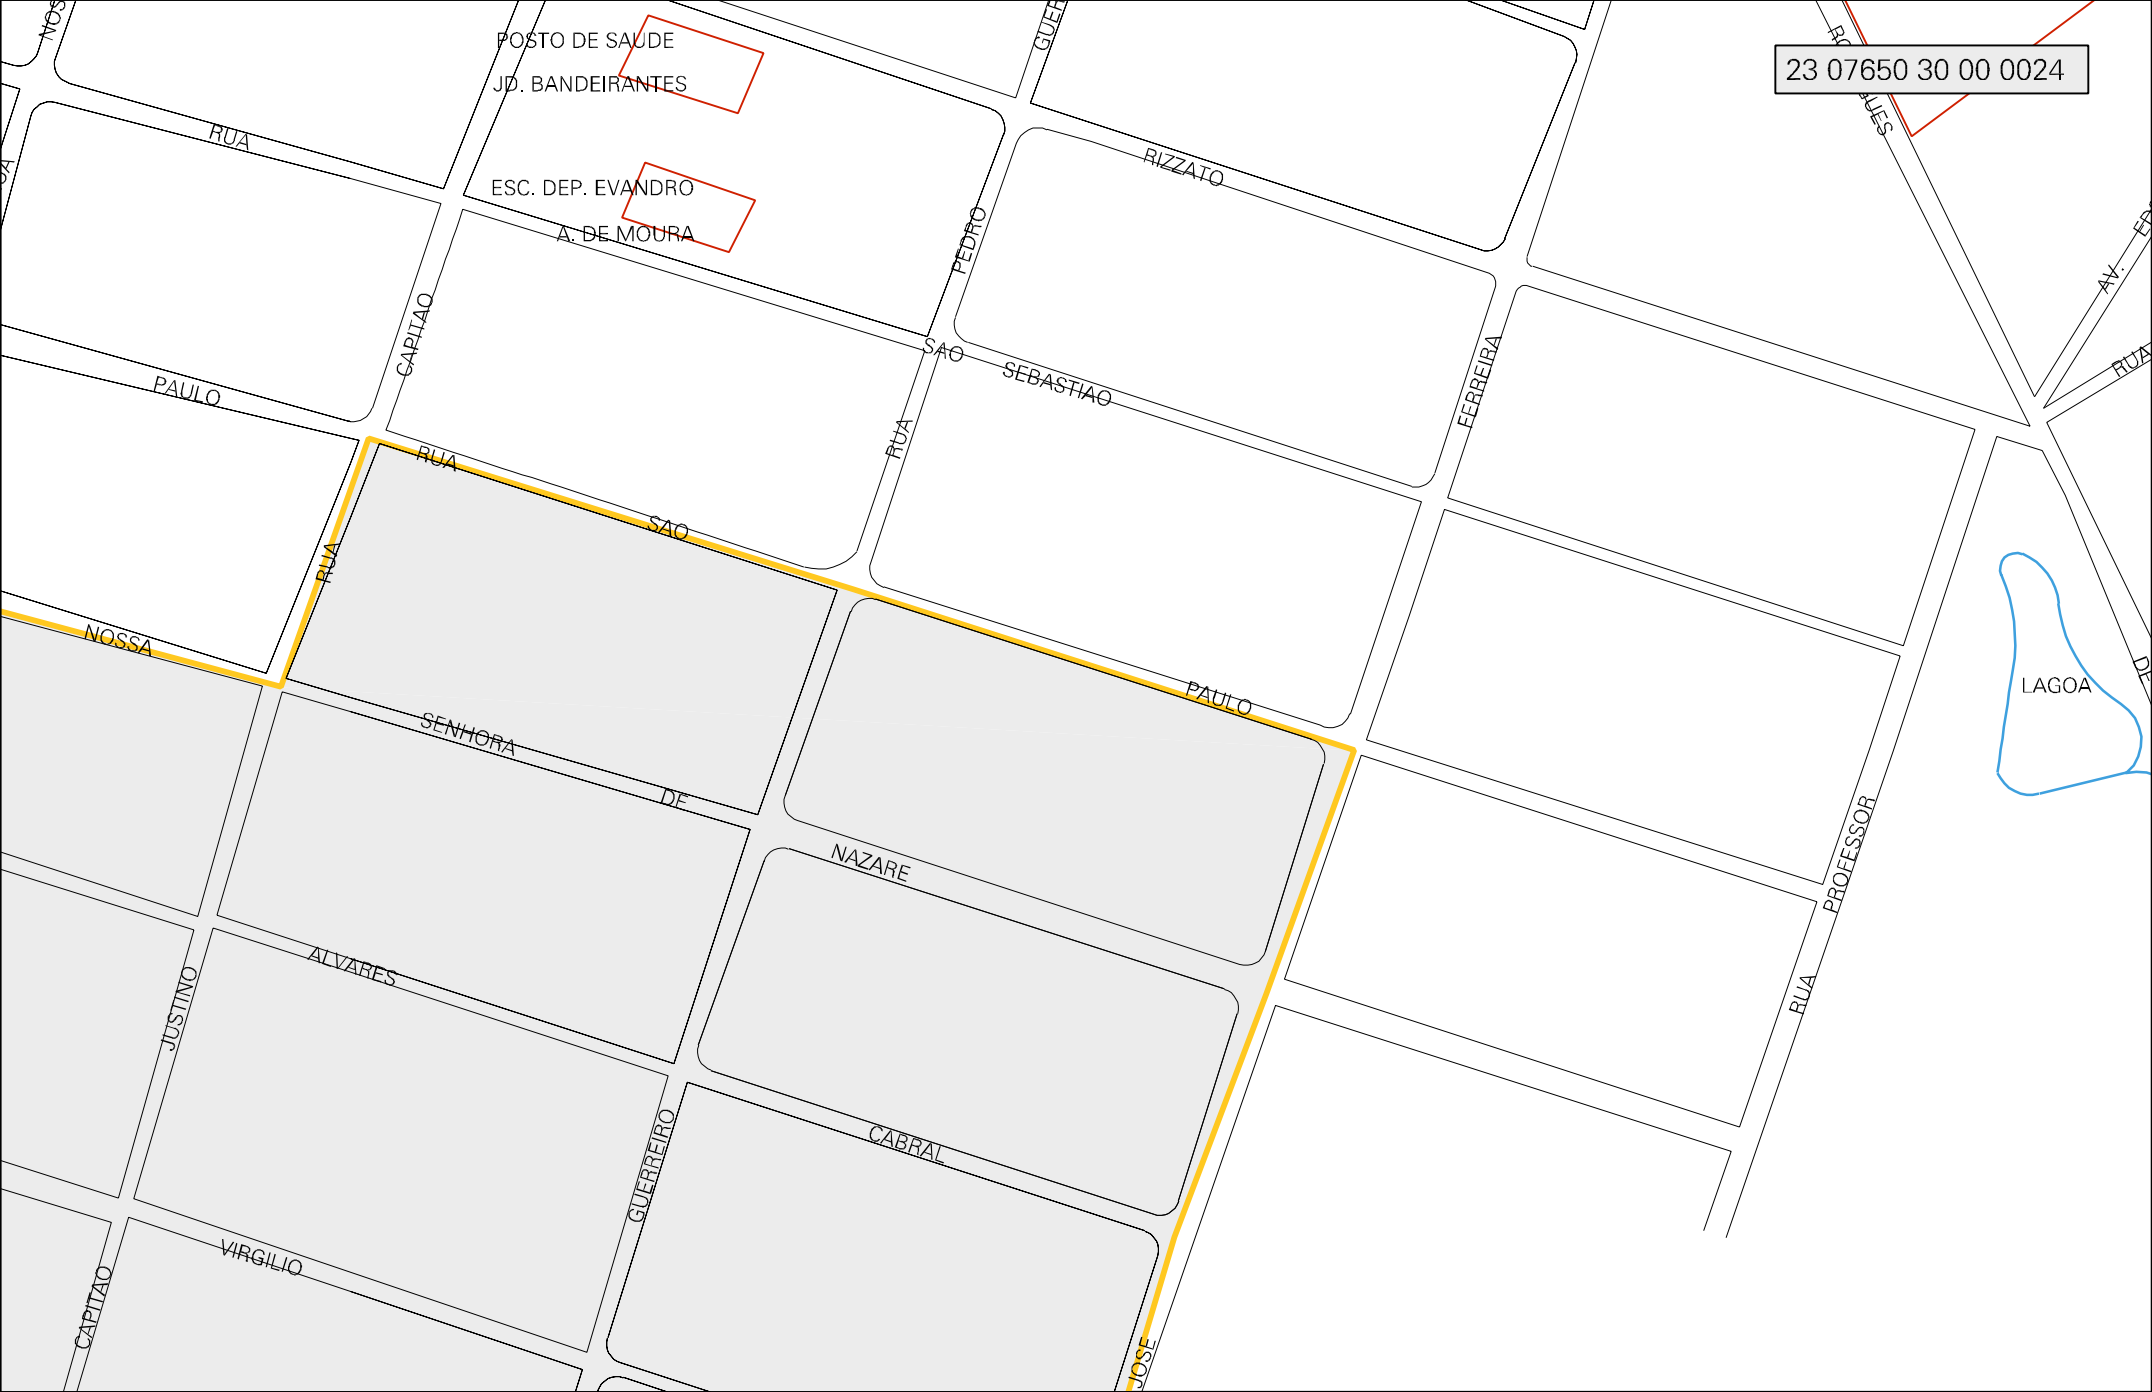 POSTO DE SAUDE
JD. BANDEIRANTES
23 07650 30 00 0024
RUA
RIZZATO
ESC. DEP. EVANDRO
A. DE MOURA
PEDRO
AV.
CAPITAO
SAO
SEBASTIAO
FERREIRA
RUA
PAULO
RUA
RUA
SAO
PAULO
RUA
NOSSA
SENHORA
DE
NAZARE
LAGOA
DE
PROFESSOR
RUA
ALVARES
JUSTINO
CABRAL
GUERREIRO
VIRGILIO
CAPITAO
JOSE